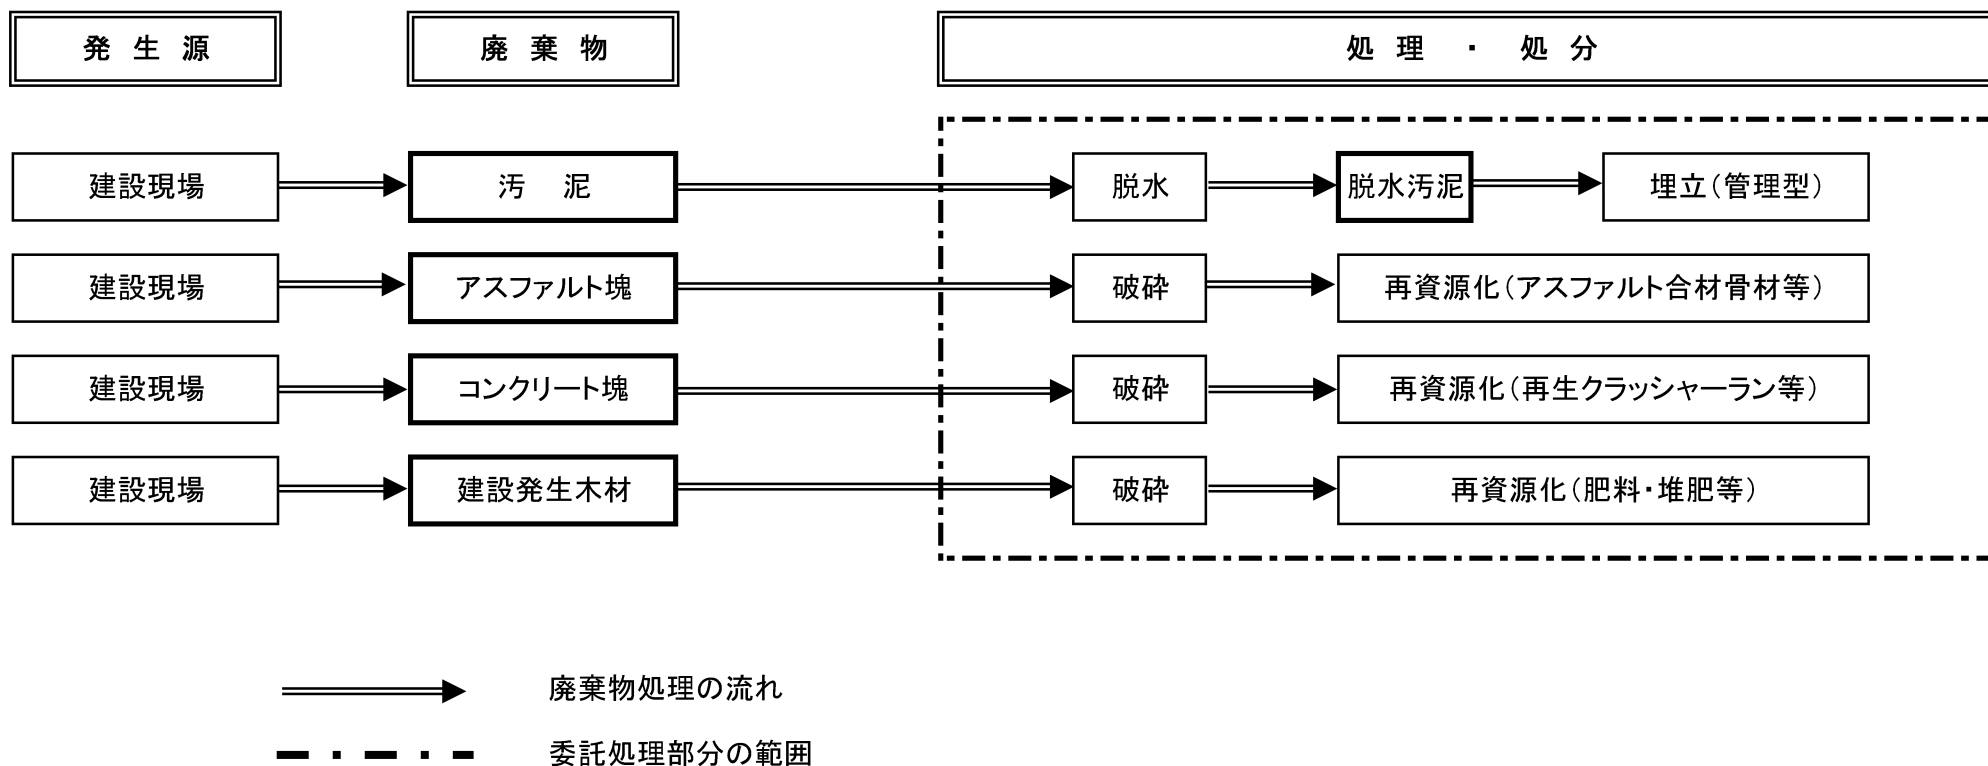 発 生 源　廃 棄 物　処 理 ・ 処 分
建設現場　汚　泥　脱水　脱水汚泥　埋立(管理型)
建設現場　アスファルト塊　破砕　再資源化(アスファルト合材骨材等)
建設現場　コンクリート塊　破砕　再資源化(再生クラッシャーラン等)
建設現場　建設発生木材　破砕　再資源化(肥料・堆肥等)
廃棄物処理の流れ
委託処理部分の範囲